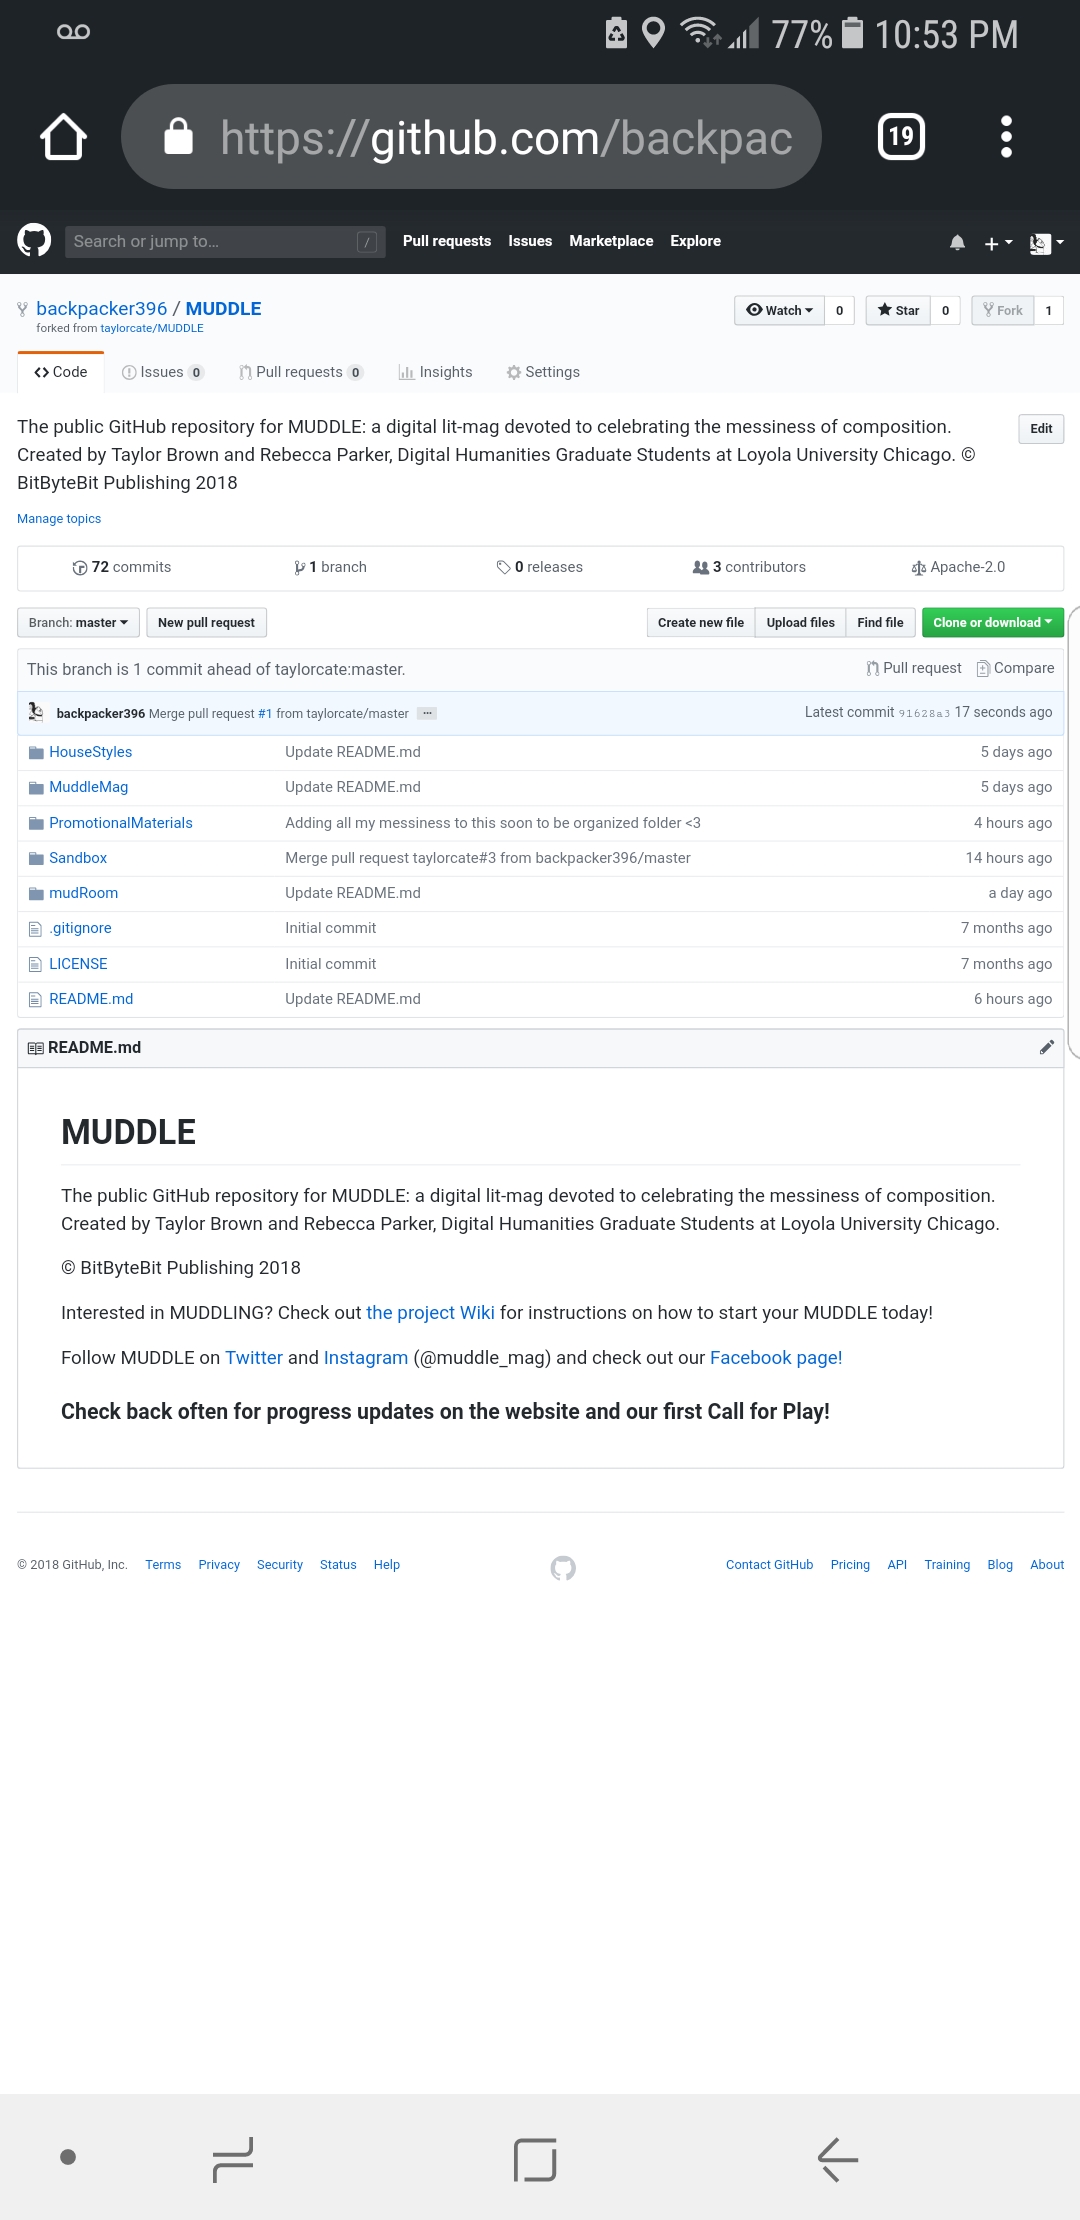 77% 10:53 PM
https://github.com/backpac
19
Search or jump to... / Pull requests Issues Marketplace Explore
backpacker396 / MUDDLE Watch 0 Star 0 Fork 1
forked from taylorcate/MUDDLE
Code Issues 0 Pull requests 0 Insights Settings
The public GitHub repository for MUDDLE: a digital lit-mag devoted to celebrating the messiness of composition. Edit
Created by Taylor Brown and Rebecca Parker, Digital Humanities Graduate Students at Loyola University Chicago. ©
BitByteBit Publishing 2018
Manage topics
72 commits 1 branch 0 releases 3 contributors Apache-2.0
Branch: master New pull request Create new file Upload files Find file Clone or download
This branch is 1 commit ahead of taylorcate:master. Pull request Compare
backpacker396 Merge pull request #1 from taylorcate/master ... Latest commit 91628a3 17 seconds ago
HouseStyles Update README.md 5 days ago
MuddleMag Update README.md 5 days ago
PromotionalMaterials Adding all my messiness to this soon to be organized folder <3 4 hours ago
Sandbox Merge pull request taylorcate#3 from backpacker396/master 14 hours ago
mudRoom Update README.md a day ago
.gitignore Initial commit 7 months ago
LICENSE Initial commit 7 months ago
README.md Update README.md 6 hours ago
README.md
MUDDLE
The public GitHub repository for MUDDLE: a digital lit-mag devoted to celebrating the messiness of composition.
Created by Taylor Brown and Rebecca Parker, Digital Humanities Graduate Students at Loyola University Chicago.
© BitByteBit Publishing 2018
Interested in MUDDLING? Check out the project Wiki for instructions on how to start your MUDDLE today!
Follow MUDDLE on Twitter and Instagram (@muddle_mag) and check out our Facebook page!
Check back often for progress updates on the website and our first Call for Play!
© 2018 GitHub, Inc. Terms Privacy Security Status Help Contact GitHub Pricing API Training Blog About